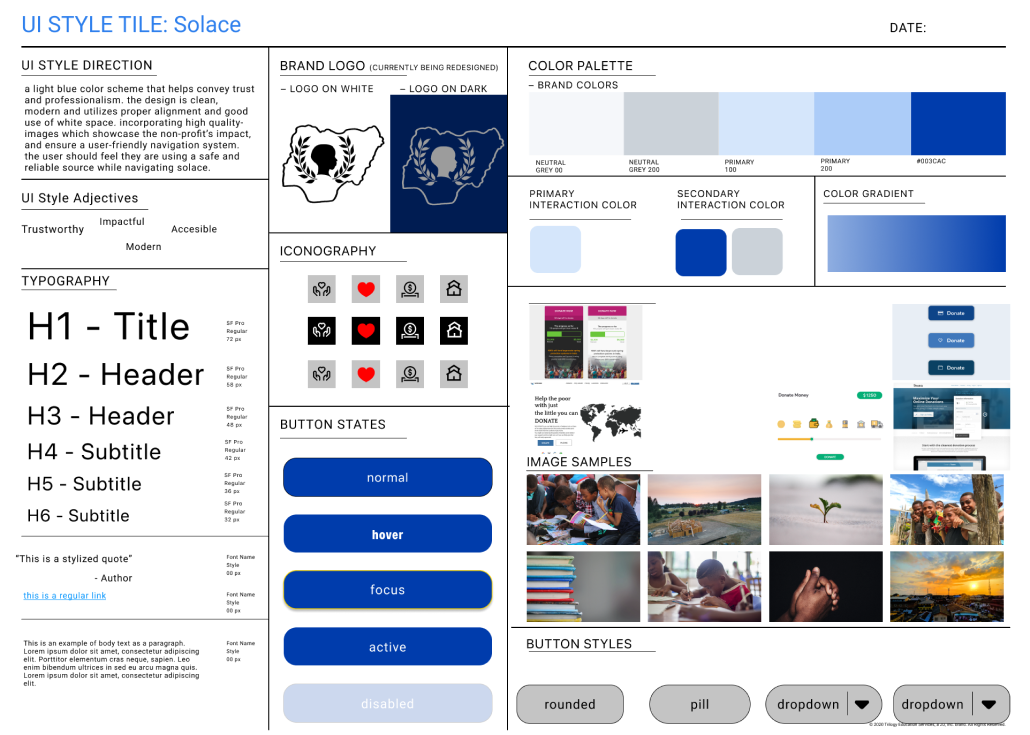 UI STYLE TILE: Solace
DATE:
UI STYLE DIRECTION
a light blue color scheme that helps convey trust
and professionalism. the design is clean,
modern and utilizes proper alignment and good
use of white space. incorporating high quality-
images which showcase the non-profit's impact,
and ensure a user-friendly navigation system.
the user should feel they are using a safe and
reliable source while navigating solace.
UI Style Adjectives
Impactful
Trustworthy
Accesible
Modern
TYPOGRAPHY
H1 - Title
SF Pro
Regular
72 px
H2 - Header
SF Pro
Regular
58 px
H3 - Header
SF Pro
Regular
48 px
H4 - Subtitle
SF Pro
Regular
42 px
H5 - Subtitle
SF Pro
Regular
36 px
H6 - Subtitle
SF Pro
Regular
32 px
"This is a stylized quote"
- Author
Font Name
Style
00 px
this is a regular link
Font Name
Style
00 px
This is an example of body text as a paragraph.
Lorem ipsum dolor sit amet, consectetur adipiscing
elit. Porttitor elementum cras neque, sapien. Leo
enim bibendum ultrices in sed eu arcu magna quis.
Lorem ipsum dolor sit amet, consectetur adipiscing
elit.
Font Name
Style
00 px
BRAND LOGO (CURRENTLY BEING REDESIGNED)
– LOGO ON WHITE
– LOGO ON DARK
ICONOGRAPHY
BUTTON STATES
normal
hover
focus
active
disabled
COLOR PALETTE
– BRAND COLORS
NEUTRAL
GREY 00
NEUTRAL
GREY 200
PRIMARY
100
PRIMARY
200
#003CAC
PRIMARY
INTERACTION COLOR
SECONDARY
INTERACTION COLOR
COLOR GRADIENT
Donate
Donate
Donate
Help the poor
with just
the little you can
DONATE
Donate Money
$ 1250
Maximize Your
Online Donations
IMAGE SAMPLES
BUTTON STYLES
rounded
pill
dropdown
dropdown